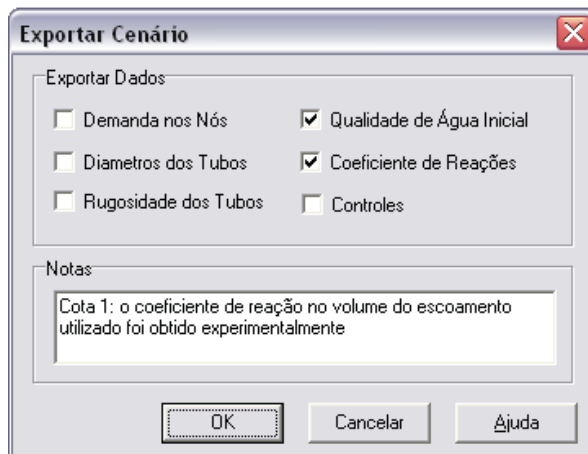 Exportar Cenário
Exportar Dados
Demanda nos Nós
Qualidade de Água Inicial
Diametros dos Tubos
Coeficiente de Reações
Rugosidade dos Tubos
Controles
Notas
Cota 1: o coeficiente de reação no volume do escoamento
utilizado foi obtido experimentalmente
OK
Cancelar
Ajuda